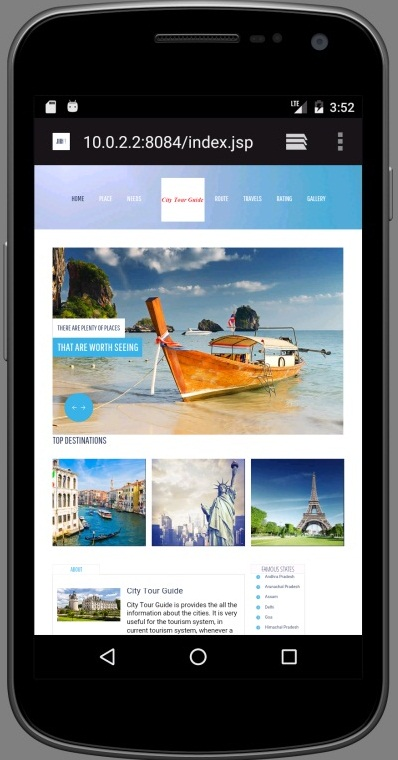 LTE
3:52
10.0.2.2:8084/index.jsp
HOME PLACE NEEDS City Tour Guide ROUTE TRAVELS RATING GALLERY
THERE ARE PLENTY OF PLACES
THAT ARE WORTH SEEING
TOP DESTINATIONS
ABOUT
City Tour Guide
City Tour Guide is provides the all the
information about the cities. It is very
useful for the tourism system, in
current tourism system, whenever a
FAMOUS STATES
Andhra Pradesh
Arunachal Pradesh
Assam
Delhi
Goa
Himachal Pradesh